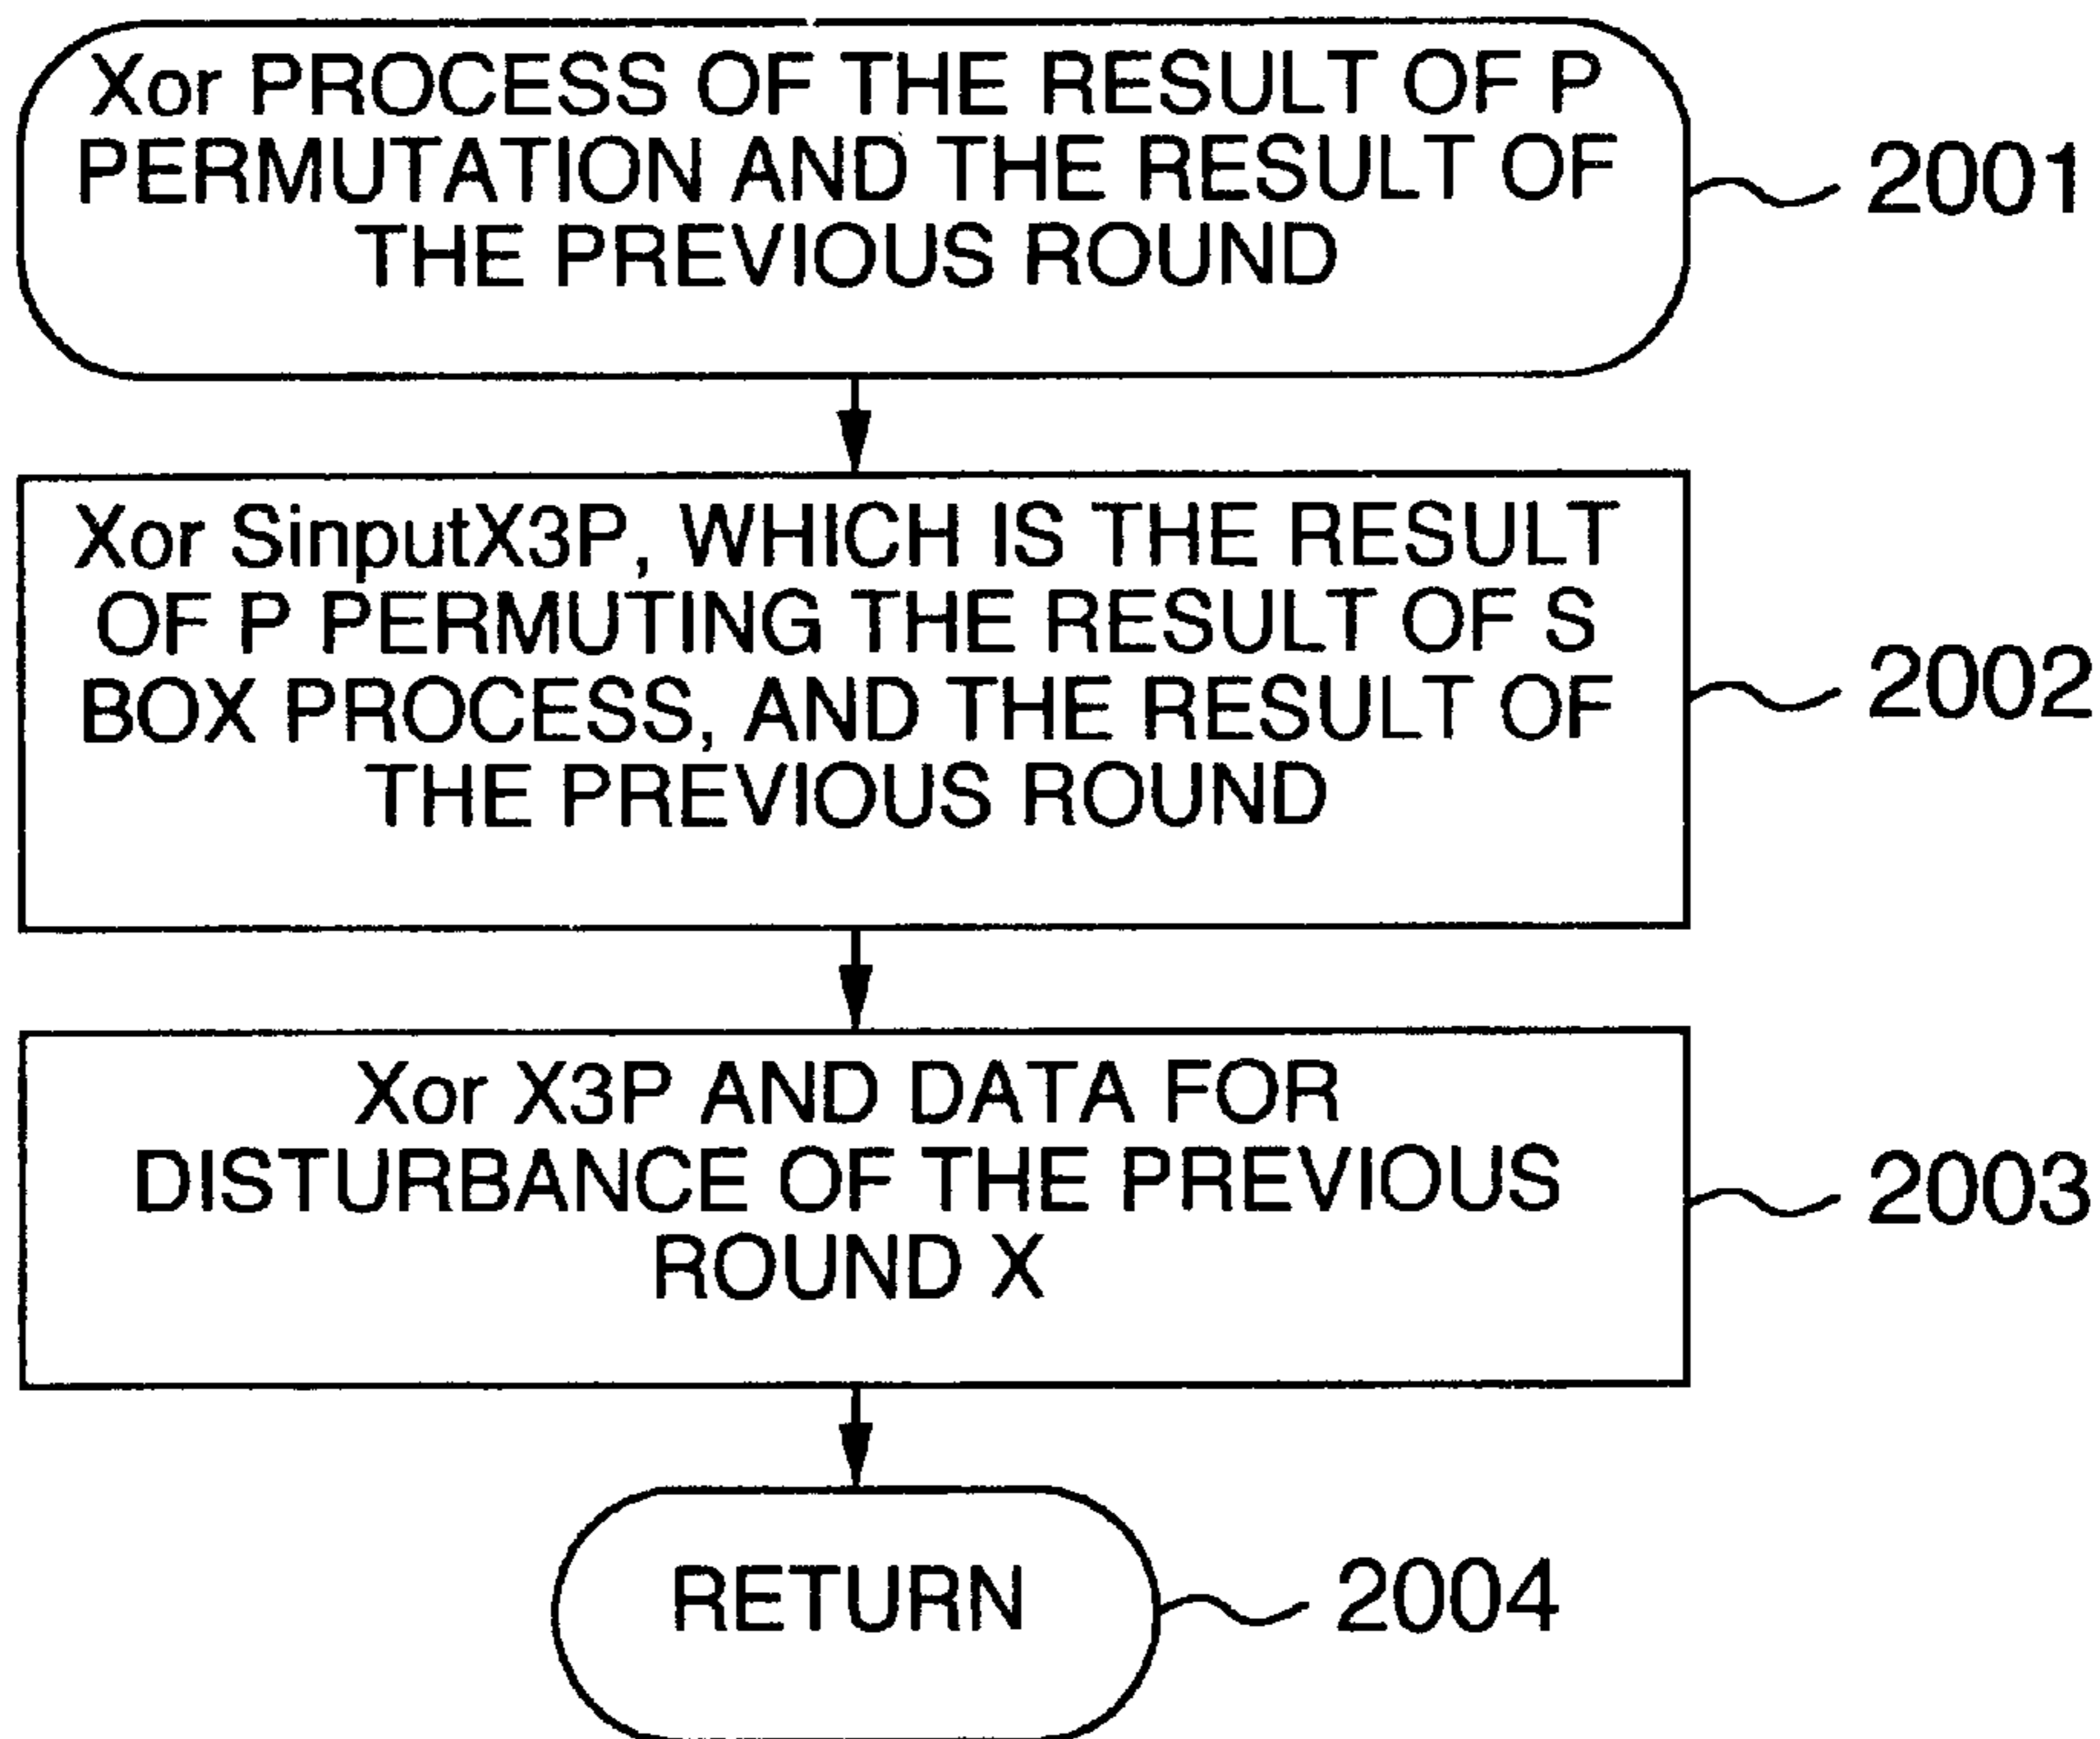 Xor PROCESS OF THE RESULT OF P
PERMUTATION AND THE RESULT OF
THE PREVIOUS ROUND
2001
Xor SinputX3P, WHICH IS THE RESULT
OF P PERMUTING THE RESULT OF S
BOX PROCESS, AND THE RESULT OF
THE PREVIOUS ROUND
2002
Xor X3P AND DATA FOR
DISTURBANCE OF THE PREVIOUS
ROUND X
2003
RETURN
2004